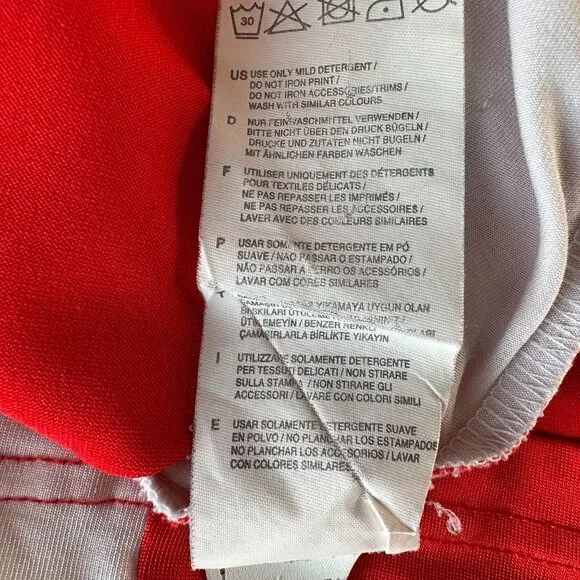 30
US USE ONLY MILD DETERGENT /
DO NOT IRON PRINT /
DO NOT IRON ACCESSORIES/TRIMS /
WASH WITH SIMILAR COLOURS
D NUR FEINWASCHMITTEL VERWENDEN /
BITTE NICHT ÜBER DEN DRUCK BÜGELN /
DRUCKE UND ZUTATEN NICHT BÜGELN /
MIT ÄHNLICHEN FARBEN WASCHEN
F UTILISER UNIQUEMENT DES DÉTERGENTS
POUR TEXTILES DÉLICATS /
NE PAS REPASSER LES IMPRIMÉS /
NE PAS REPASSER LES ACCESSOIRES /
LAVER AVEC DES COULEURS SIMILAIRES
P USAR SOMENTE DETERGENTE EM PÓ
SUAVE / NÃO PASSAR O ESTAMPADO /
NÃO PASSAR A FERRO OS ACESSÓRIOS /
LAVAR COM CORES SIMILARES
T YIKAMAYA UYGUN OLAN
ÜTÜLEMEYİN / BENZER RENKLİ
ÇAMAŞIRLARLA BİRLİKTE YIKAYIN
I UTILIZZARE SOLAMENTE DETERGENTE
PER TESSUTI DELICATI / NON STIRARE
SULLA STAMPA / NON STIRARE GLI
ACCESSORI / LAVARE CON COLORI SIMILI
E USAR SOLAMENTE DETERGENTE SUAVE
EN POLVO / NO PLANCHAR LOS ESTAMPADOS
/ NO PLANCHAR LOS ACCESORIOS / LAVAR
CON COLORES SIMILARES